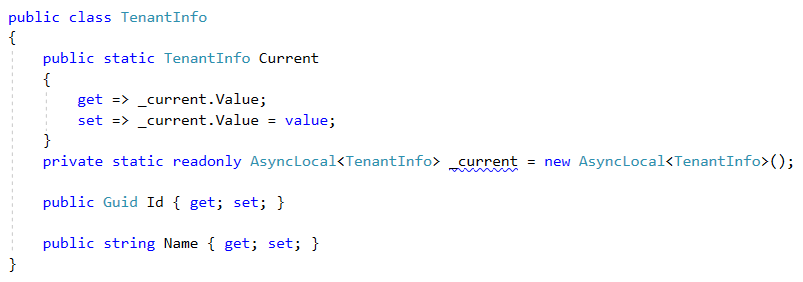 public class TenantInfo
{
    public static TenantInfo Current
    {
        get => _current.Value;
        set => _current.Value = value;
    }
    private static readonly AsyncLocal<TenantInfo> _current = new AsyncLocal<TenantInfo>();
    public Guid Id { get; set; }
    public string Name { get; set; }
}